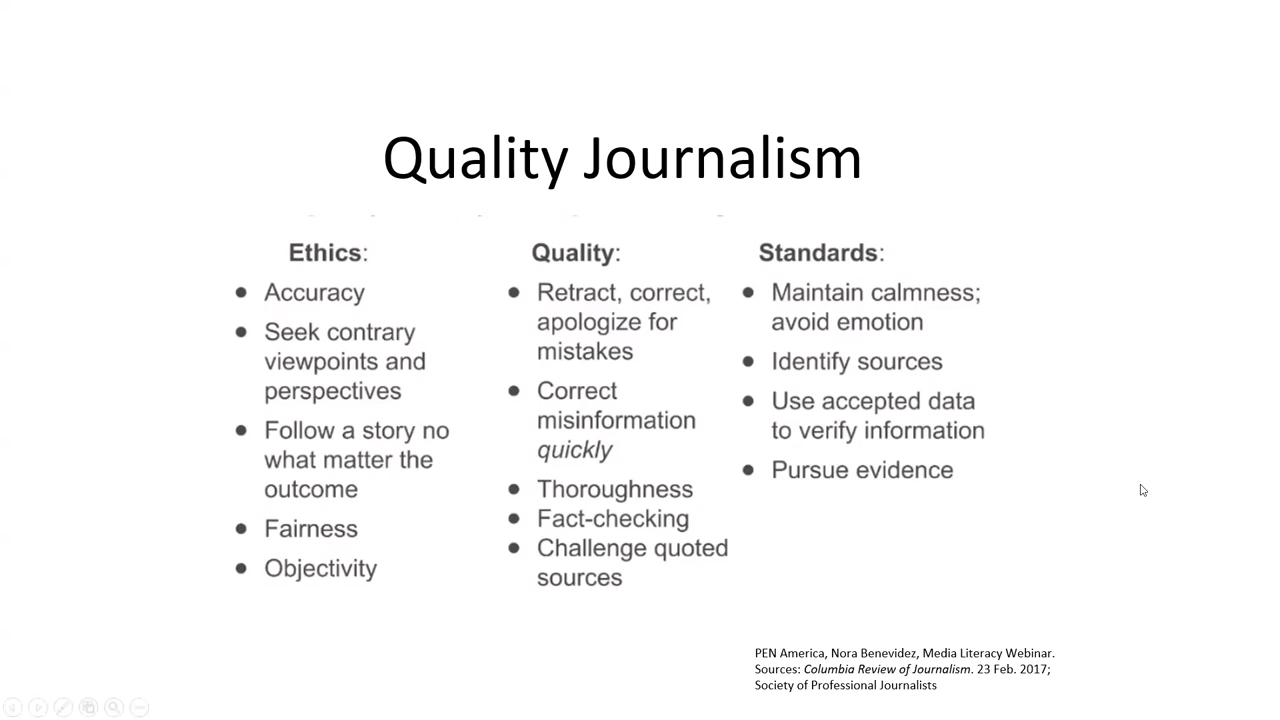 Quality Journalism
Ethics:
● Accuracy
● Seek contrary
viewpoints and
perspectives
● Follow a story no
what matter the
outcome
● Fairness
● Objectivity
Quality:
● Retract, correct,
apologize for
mistakes
● Correct
misinformation
quickly
● Thoroughness
● Fact-checking
● Challenge quoted
sources
Standards:
● Maintain calmness;
avoid emotion
● Identify sources
● Use accepted data
to verify information
● Pursue evidence
PEN America, Nora Benevidez, Media Literacy Webinar.
Sources: Columbia Review of Journalism. 23 Feb. 2017;
Society of Professional Journalists